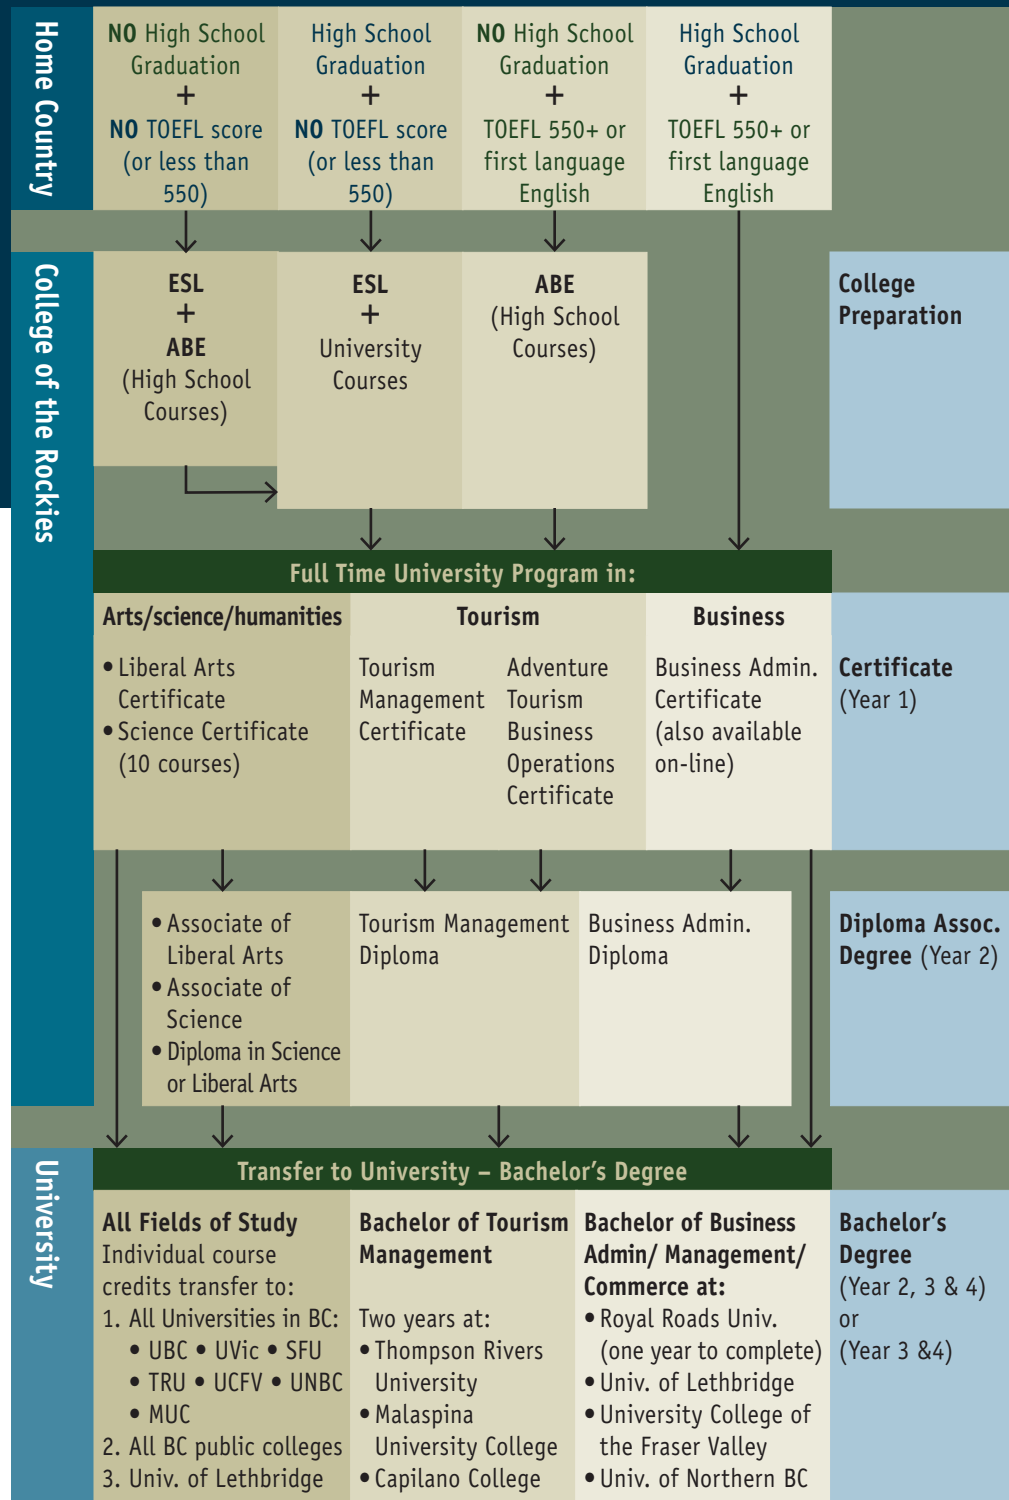 Home Country
NO High School
Graduation
+
NO TOEFL score
(or less than
550)
High School
Graduation
+
NO TOEFL score
(or less than
550)
NO High School
Graduation
+
TOEFL 550+ or
first language
English
High School
Graduation
+
TOEFL 550+ or
first language
English
College of the Rockies
ESL
+
ABE
(High School
Courses)
ESL
+
University
Courses
ABE
(High School
Courses)
College
Preparation
Full Time University Program in:
Arts/science/humanities
• Liberal Arts
Certificate
• Science Certificate
(10 courses)
Tourism
Tourism
Management
Certificate
Adventure
Tourism
Business
Operations
Certificate
Business
Business Admin.
Certificate
(also available
on-line)
Certificate
(Year 1)
• Associate of
Liberal Arts
• Associate of
Science
• Diploma in Science
or Liberal Arts
Tourism Management
Diploma
Business Admin.
Diploma
Diploma Assoc.
Degree (Year 2)
University
Transfer to University – Bachelor's Degree
All Fields of Study
Individual course
credits transfer to:
1. All Universities in BC:
• UBC • UVic • SFU
• TRU • UCFV • UNBC
• MUC
2. All BC public colleges
3. Univ. of Lethbridge
Bachelor of Tourism
Management
Two years at:
• Thompson Rivers
University
• Malaspina
University College
• Capilano College
Bachelor of Business
Admin/ Management/
Commerce at:
• Royal Roads Univ.
(one year to complete)
• Univ. of Lethbridge
• University College of
the Fraser Valley
• Univ. of Northern BC
Bachelor's
Degree
(Year 2, 3 & 4)
or
(Year 3 &4)